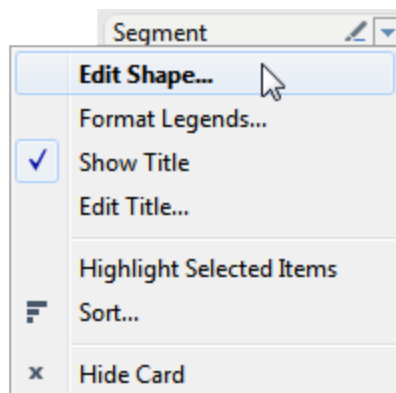 Segment
Edit Shape...
Format Legends...
Show Title
Edit Title...
Highlight Selected Items
Sort...
Hide Card